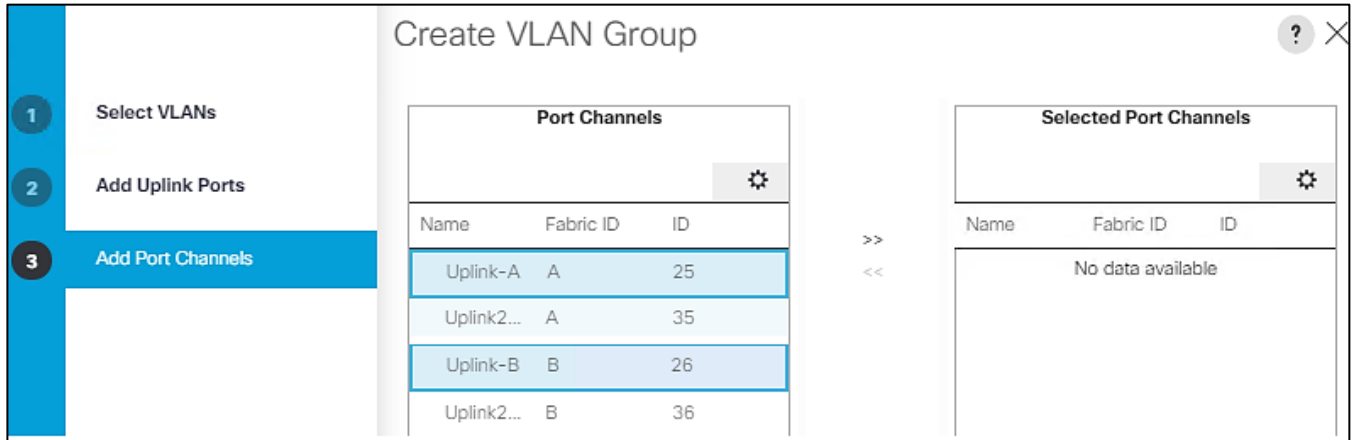 Create VLAN Group
?
1 Select VLANs
2 Add Uplink Ports
3 Add Port Channels
Port Channels
Name Fabric ID ID
Uplink-A A 25
Uplink2... A 35
Uplink-B B 26
Uplink2... B 36
>>
<<
Selected Port Channels
Name Fabric ID ID
No data available